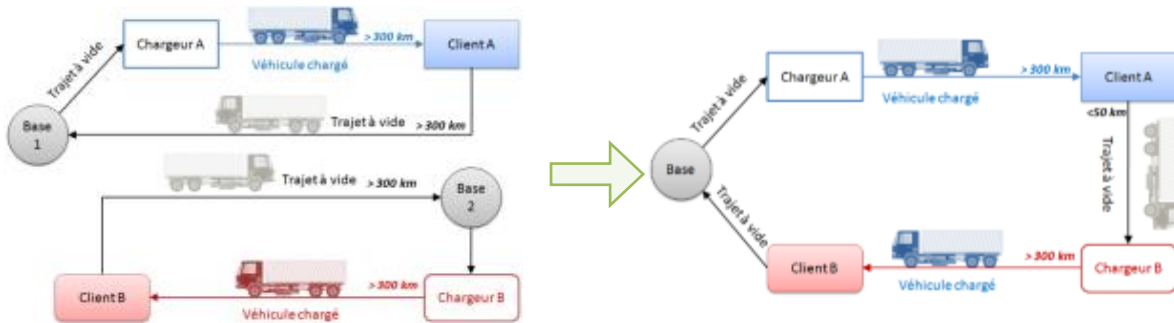 Chargeur A
> 300 km
Client A
Véhicule chargé
Trajet à vide
Trajet à vide
> 300 km
Base
1
Trajet à vide
> 300 km
Base
2
Client B
> 300 km
Chargeur B
Véhicule chargé
Chargeur A
> 300 km
Client A
Véhicule chargé
Trajet à vide
<50 km
Trajet à vide
Base
Trajet à vide
Client B
> 300 km
Chargeur B
Véhicule chargé